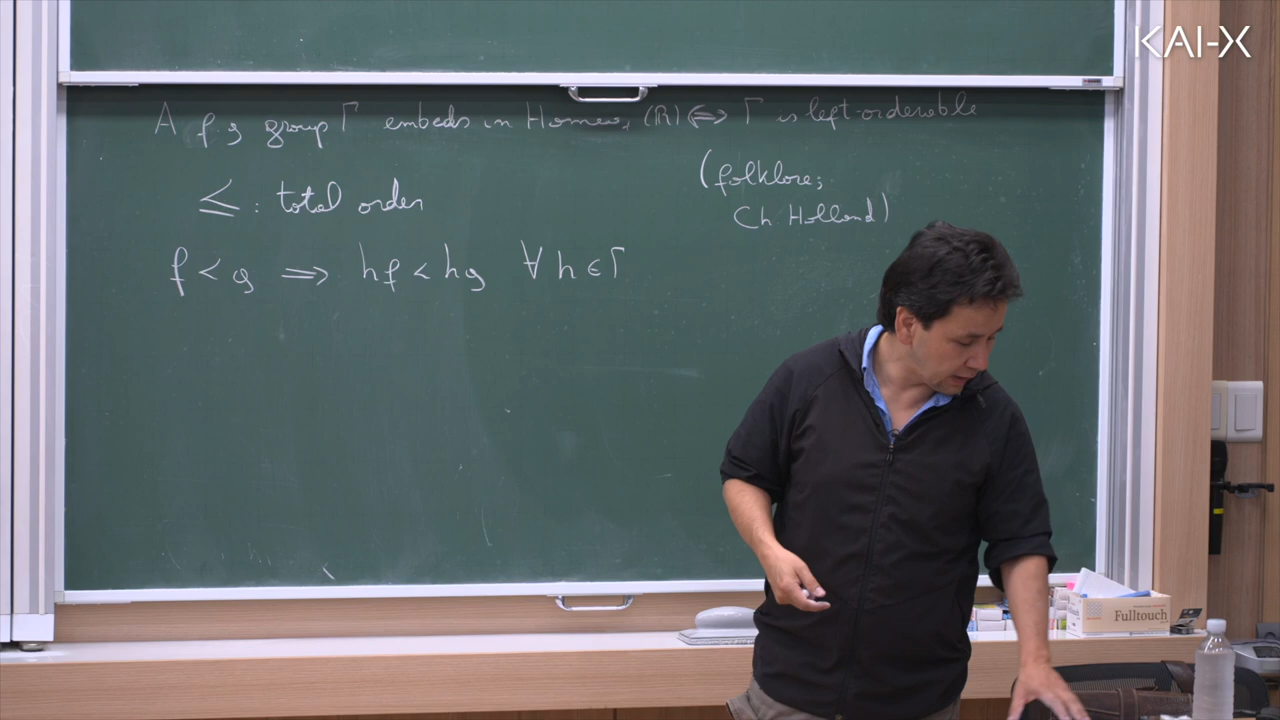 KAI-X
A f.g group Γ embeds in Homeo₊(ℝ) ⟺ Γ is left-orderable
(folklore;
Ch Holland)
≤ : total order
f < g ⟹ hf < hg ∀ h ∈ Γ
Fulltouch